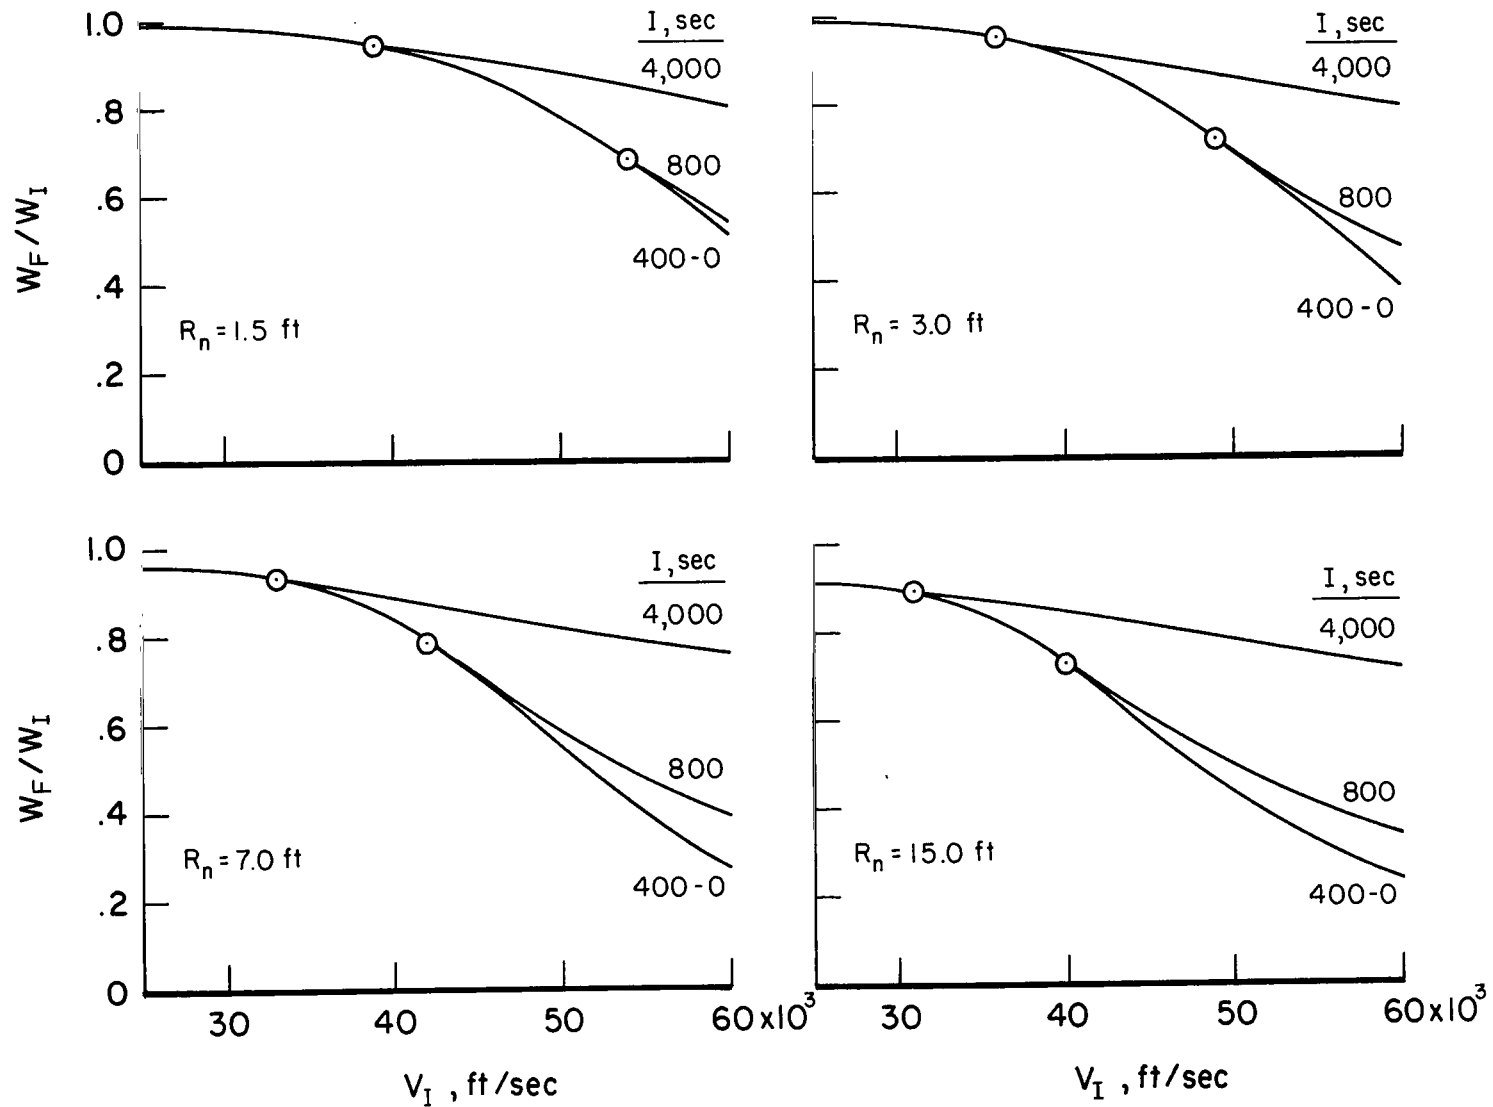 1.0
.8
.6
.4
.2
0
W_F/W_I
I, sec
4,000
800
400-0
R_n = 1.5 ft
I, sec
4,000
800
400-0
R_n = 3.0 ft
1.0
.8
.6
.4
.2
0
W_F/W_I
I, sec
4,000
800
400-0
R_n = 7.0 ft
30 40 50 60x10³
V_I , ft/sec
I, sec
4,000
800
400-0
R_n = 15.0 ft
30 40 50 60x10³
V_I , ft/sec